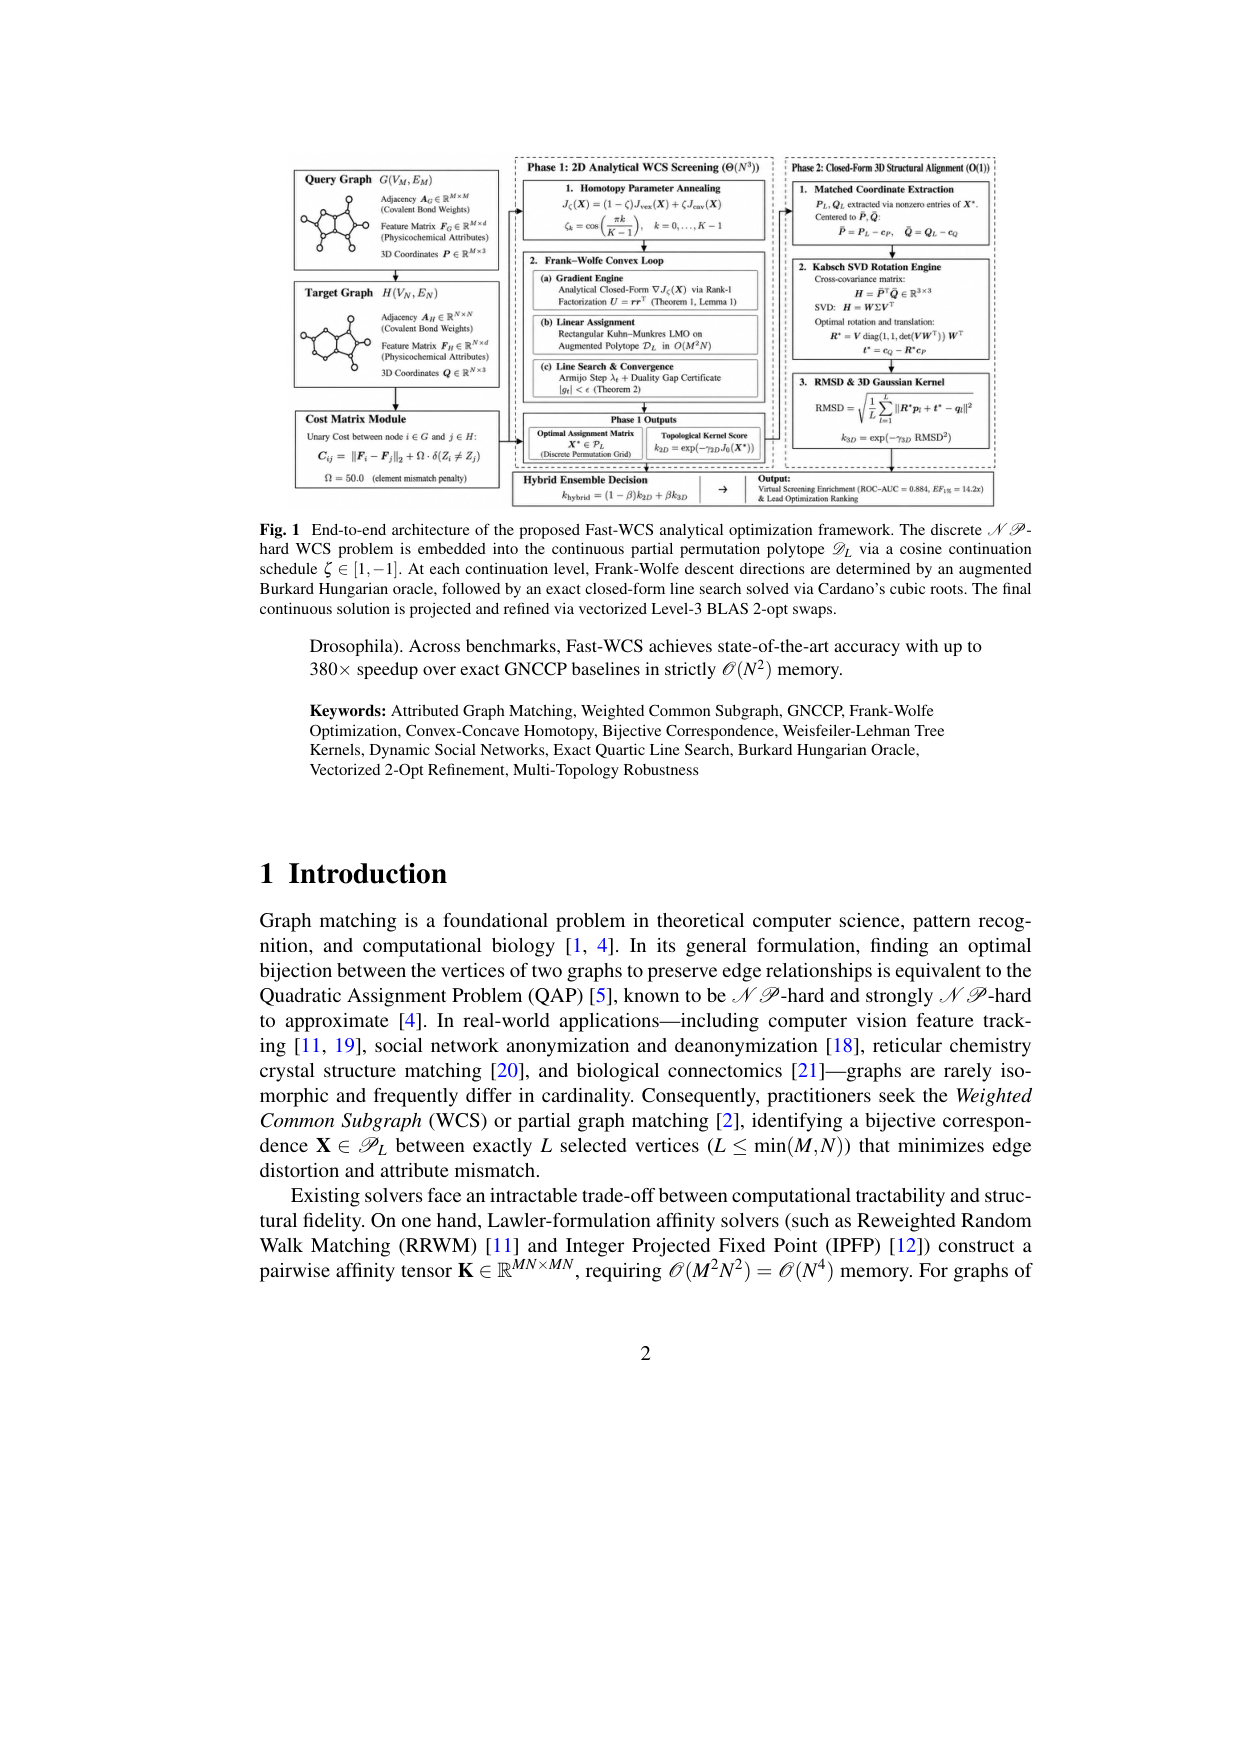 Query Graph G(V_M, E_M)
Adjacency A_G ∈ ℝ^{M×M}
(Covalent Bond Weights)
Feature Matrix F_G ∈ ℝ^{M×d}
(Physicochemical Attributes)
3D Coordinates P ∈ ℝ^{M×3}
Target Graph H(V_N, E_N)
Adjacency A_H ∈ ℝ^{N×N}
(Covalent Bond Weights)
Feature Matrix F_H ∈ ℝ^{N×d}
(Physicochemical Attributes)
3D Coordinates Q ∈ ℝ^{N×3}
Cost Matrix Module
Unary Cost between node i ∈ G and j ∈ H:
C_{ij} = ||F_i − F_j||_2 + Ω · δ(Z_i ≠ Z_j)
Ω = 50.0 (element mismatch penalty)
Phase 1: 2D Analytical WCS Screening (Θ(N³))
1. Homotopy Parameter Annealing
J_ζ(X) = (1 − ζ)J_{vex}(X) + ζJ_{cav}(X)
ζ_k = cos(πk / K − 1), k = 0, . . . , K − 1
2. Frank–Wolfe Convex Loop
(a) Gradient Engine
Analytical Closed-Form ∇J_ζ(X) via Rank-1
Factorization U = rr^⊤ (Theorem 1, Lemma 1)
(b) Linear Assignment
Rectangular Kuhn–Munkres LMO on
Augmented Polytope 𝒟_L in O(M²N)
(c) Line Search & Convergence
Armijo Step λ_t + Duality Gap Certificate
|g_t| < ϵ (Theorem 2)
Phase 1 Outputs
Optimal Assignment Matrix
X* ∈ 𝒫_L
(Discrete Permutation Grid)
Topological Kernel Score
k_{2D} = exp(−γ_{2D}J_0(X*))
Phase 2: Closed-Form 3D Structural Alignment (O(1))
1. Matched Coordinate Extraction
P_L, Q_L extracted via nonzero entries of X*.
Centered to P̄, Q̄:
P̄ = P_L − c_P, Q̄ = Q_L − c_Q
2. Kabsch SVD Rotation Engine
Cross-covariance matrix:
H = P̄^⊤Q̄ ∈ ℝ^{3×3}
SVD: H = WΣV^⊤
Optimal rotation and translation:
R* = V diag(1, 1, det(VW^⊤)) W^⊤
t* = c_Q − R*c_P
3. RMSD & 3D Gaussian Kernel
RMSD = √(1/L ∑_{l=1}^{L} ||R*p_l + t* − q_l||²)
k_{3D} = exp(−γ_{3D} RMSD²)
Hybrid Ensemble Decision
k_{hybrid} = (1 − β)k_{2D} + βk_{3D}
→
Output:
Virtual Screening Enrichment (ROC–AUC = 0.884, EF_{1%} = 14.2x)
& Lead Optimization Ranking
Fig. 1 End-to-end architecture of the proposed Fast-WCS analytical optimization framework. The discrete 𝒩𝒫-
hard WCS problem is embedded into the continuous partial permutation polytope 𝒟_L via a cosine continuation
schedule ζ ∈ [1, −1]. At each continuation level, Frank-Wolfe descent directions are determined by an augmented
Burkard Hungarian oracle, followed by an exact closed-form line search solved via Cardano's cubic roots. The final
continuous solution is projected and refined via vectorized Level-3 BLAS 2-opt swaps.
Drosophila). Across benchmarks, Fast-WCS achieves state-of-the-art accuracy with up to
380× speedup over exact GNCCP baselines in strictly 𝒪(N²) memory.
Keywords: Attributed Graph Matching, Weighted Common Subgraph, GNCCP, Frank-Wolfe
Optimization, Convex-Concave Homotopy, Bijective Correspondence, Weisfeiler-Lehman Tree
Kernels, Dynamic Social Networks, Exact Quartic Line Search, Burkard Hungarian Oracle,
Vectorized 2-Opt Refinement, Multi-Topology Robustness
1 Introduction
Graph matching is a foundational problem in theoretical computer science, pattern recog-
nition, and computational biology [1, 4]. In its general formulation, finding an optimal
bijection between the vertices of two graphs to preserve edge relationships is equivalent to the
Quadratic Assignment Problem (QAP) [5], known to be 𝒩𝒫-hard and strongly 𝒩𝒫-hard
to approximate [4]. In real-world applications—including computer vision feature track-
ing [11, 19], social network anonymization and deanonymization [18], reticular chemistry
crystal structure matching [20], and biological connectomics [21]—graphs are rarely iso-
morphic and frequently differ in cardinality. Consequently, practitioners seek the Weighted
Common Subgraph (WCS) or partial graph matching [2], identifying a bijective correspon-
dence X ∈ 𝒫_L between exactly L selected vertices (L ≤ min(M, N)) that minimizes edge
distortion and attribute mismatch.
Existing solvers face an intractable trade-off between computational tractability and struc-
tural fidelity. On one hand, Lawler-formulation affinity solvers (such as Reweighted Random
Walk Matching (RRWM) [11] and Integer Projected Fixed Point (IPFP) [12]) construct a
pairwise affinity tensor K ∈ ℝ^{MN×MN}, requiring 𝒪(M²N²) = 𝒪(N⁴) memory. For graphs of
2